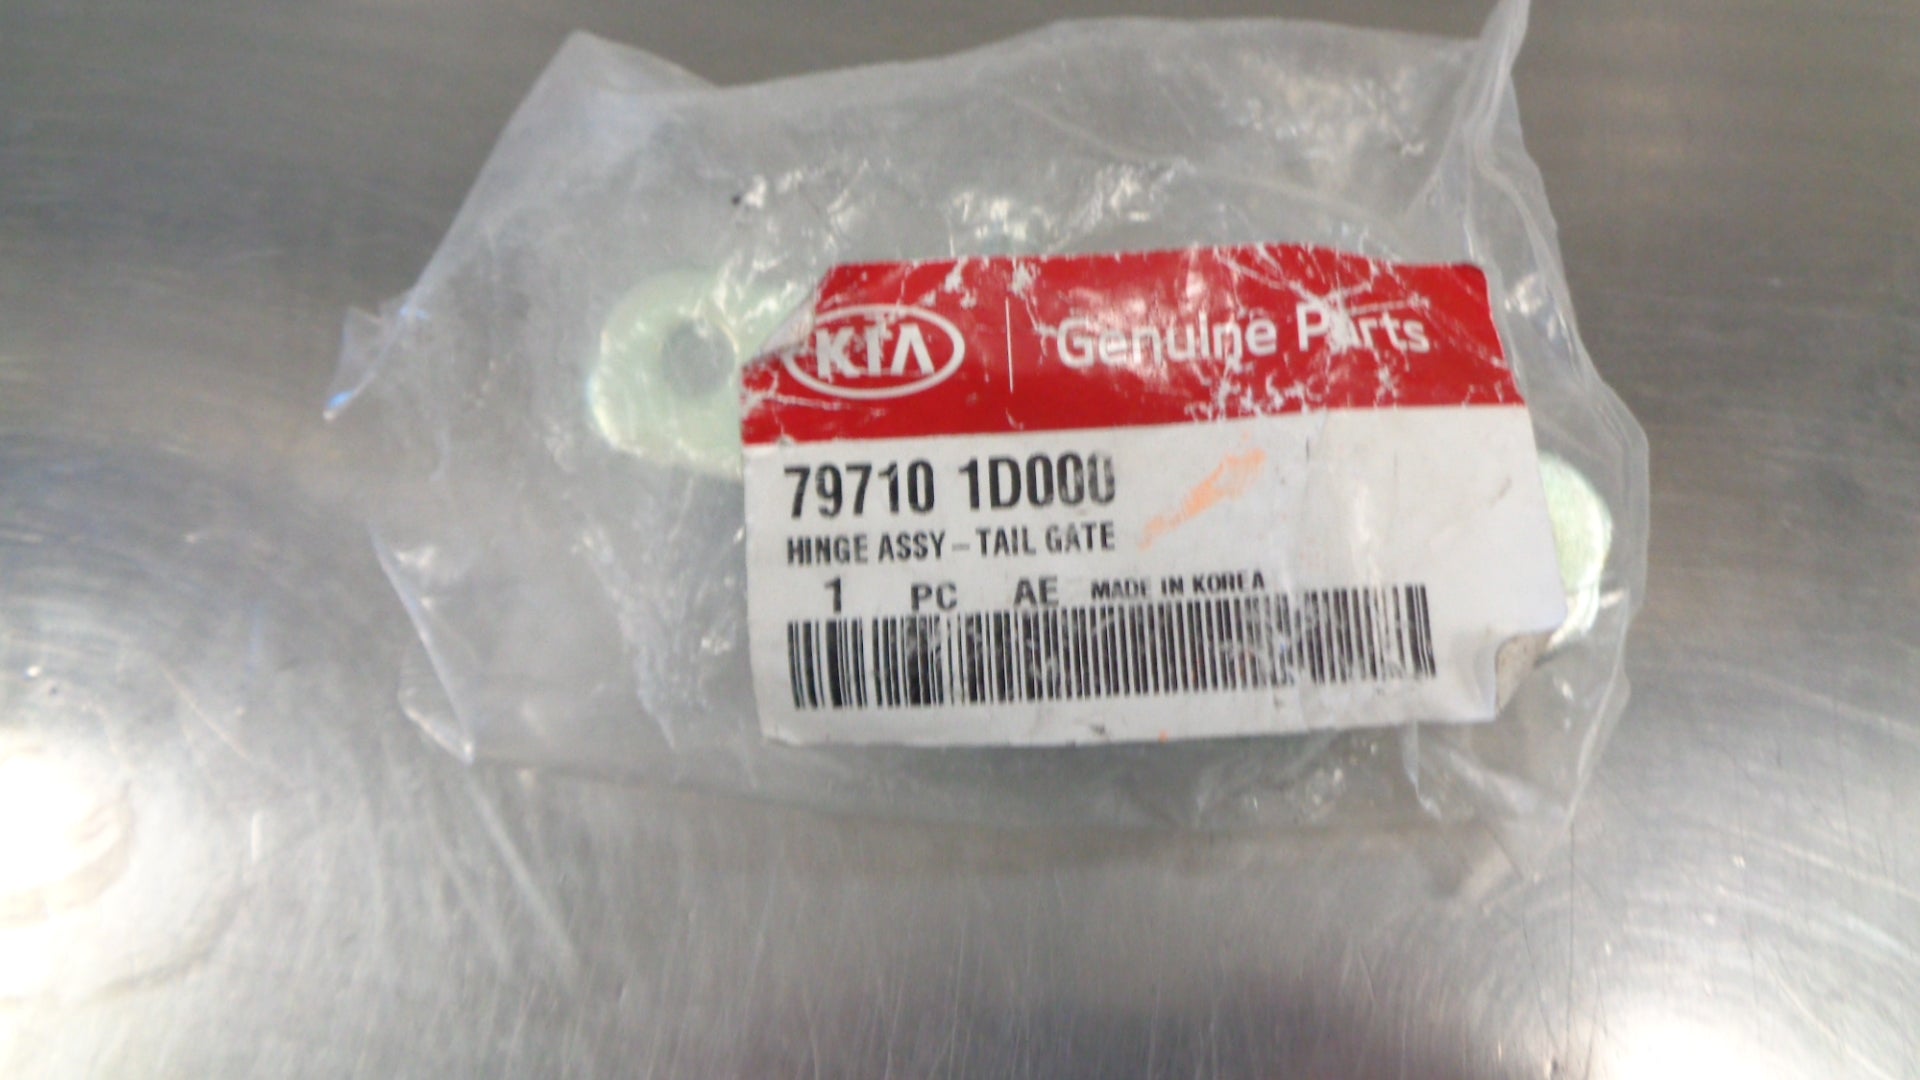 KIA Genuine Parts
79710 1D000
HINGE ASSY-TAIL GATE
1 PC AE MADE IN KOREA